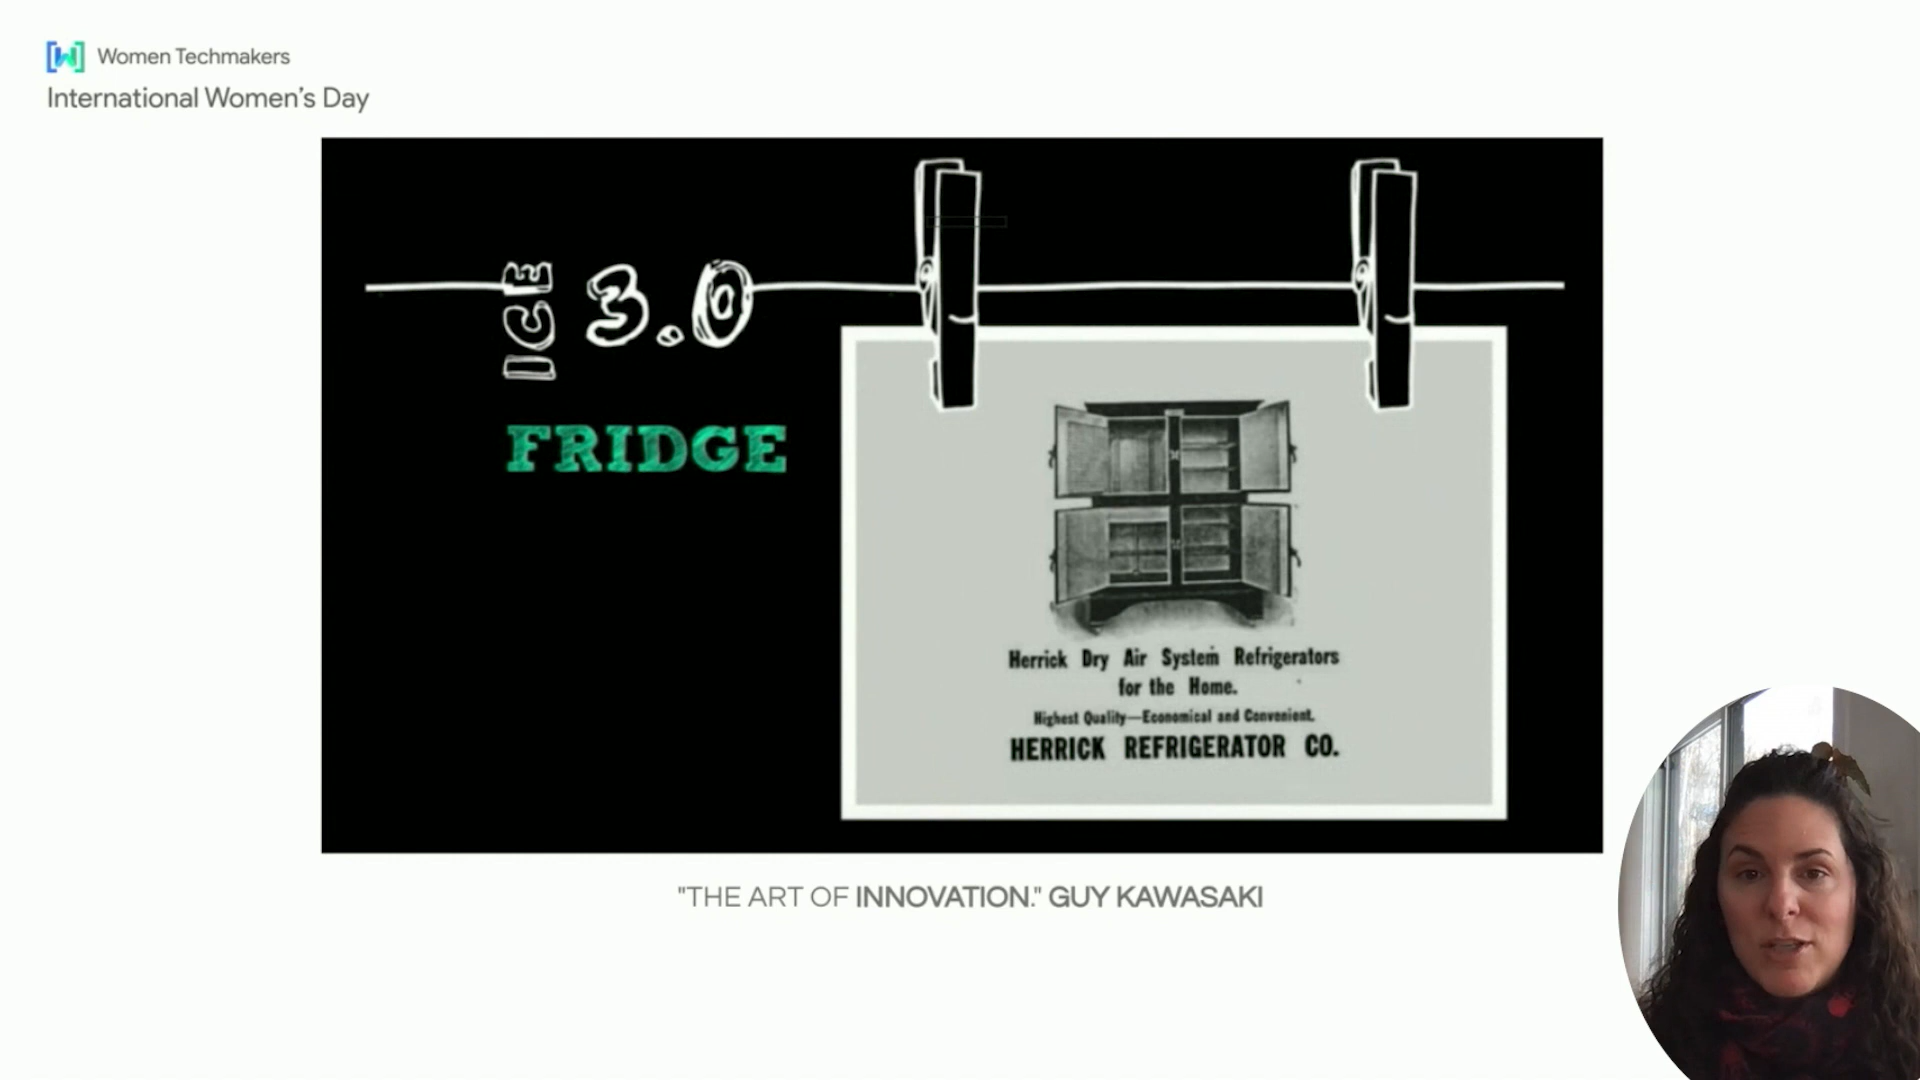 Women Techmakers
International Women's Day
ICE 3.0
FRIDGE
Herrick Dry Air System Refrigerators
for the Home.
Highest Quality—Economical and Convenient.
HERRICK REFRIGERATOR CO.
"THE ART OF INNOVATION." GUY KAWASAKI